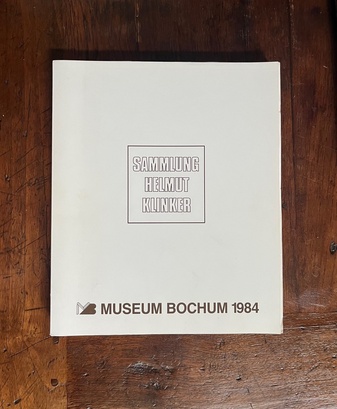 SAMMLUNG
HELMUT
KLINKER
MUSEUM BOCHUM 1984